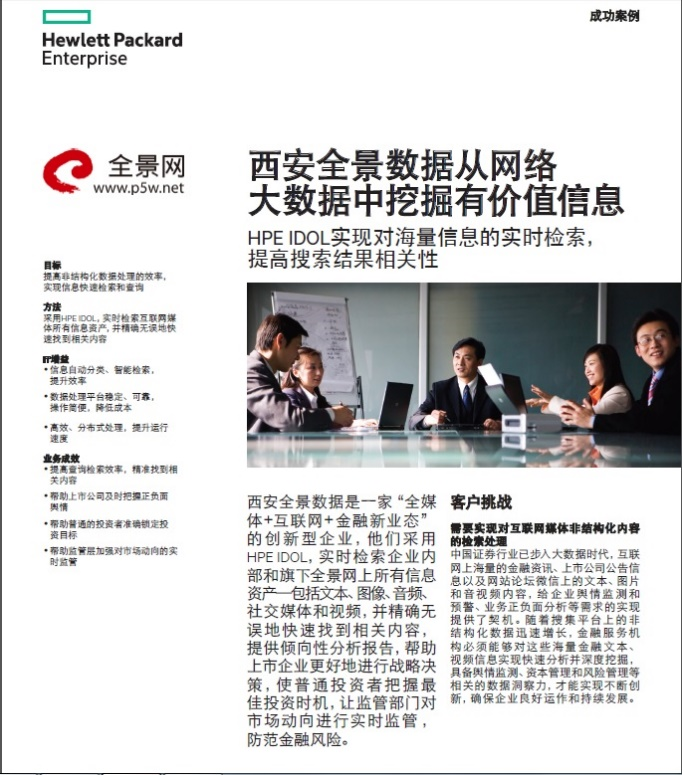 Hewlett Packard
Enterprise
成功案例
全景网
www.p5w.net
西安全景数据从网络
大数据中挖掘有价值信息
HPE IDOL实现对海量信息的实时检索，
提高搜索结果相关性
目标
提高非结构化数据处理的效率，
实现信息快速检索和查询
方法
采用HPE IDOL，实时检索互联网媒
体所有信息资产，并精确无误地快
速找到相关内容
IT增益
• 信息自动分类、智能检索，
提升效率
• 数据处理平台稳定、可靠，
操作简便，降低成本
• 高效、分布式处理，提升运行
速度
业务成效
• 提高查询检索效率，精准找到相
关内容
• 帮助上市公司及时把握正负面
舆情
• 帮助普通的投资者准确锁定投
资目标
• 帮助监管层加强对市场动向的实
时监管
西安全景数据是一家“全媒
体+互联网+金融新业态”
的创新型企业，他们采用
HPE IDOL，实时检索企业内
部和旗下全景网上所有信息
资产—包括文本、图像、音频、
社交媒体和视频，并精确无
误地快速找到相关内容，
提供倾向性分析报告，帮助
上市企业更好地进行战略决
策，使普通投资者把握最
佳投资时机，让监管部门对
市场动向进行实时监管，
防范金融风险。
客户挑战
需要实现对互联网媒体非结构化内容
的检索处理
中国证券行业已步入大数据时代，互联
网上海量的金融资讯、上市公司公告信
息以及网站论坛微信上的文本、图片
和音视频内容，给企业舆情监测和
预警、业务正负面分析等需求的实现
提供了契机。随着搜集平台上的非
结构化数据迅速增长，金融服务机
构必须能够对这些海量金融文本、
视频信息实现快速分析并深度挖掘，
具备舆情监测、资本管理和风险管理等
相关的数据洞察力，才能实现不断创
新，确保企业良好运作和持续发展。